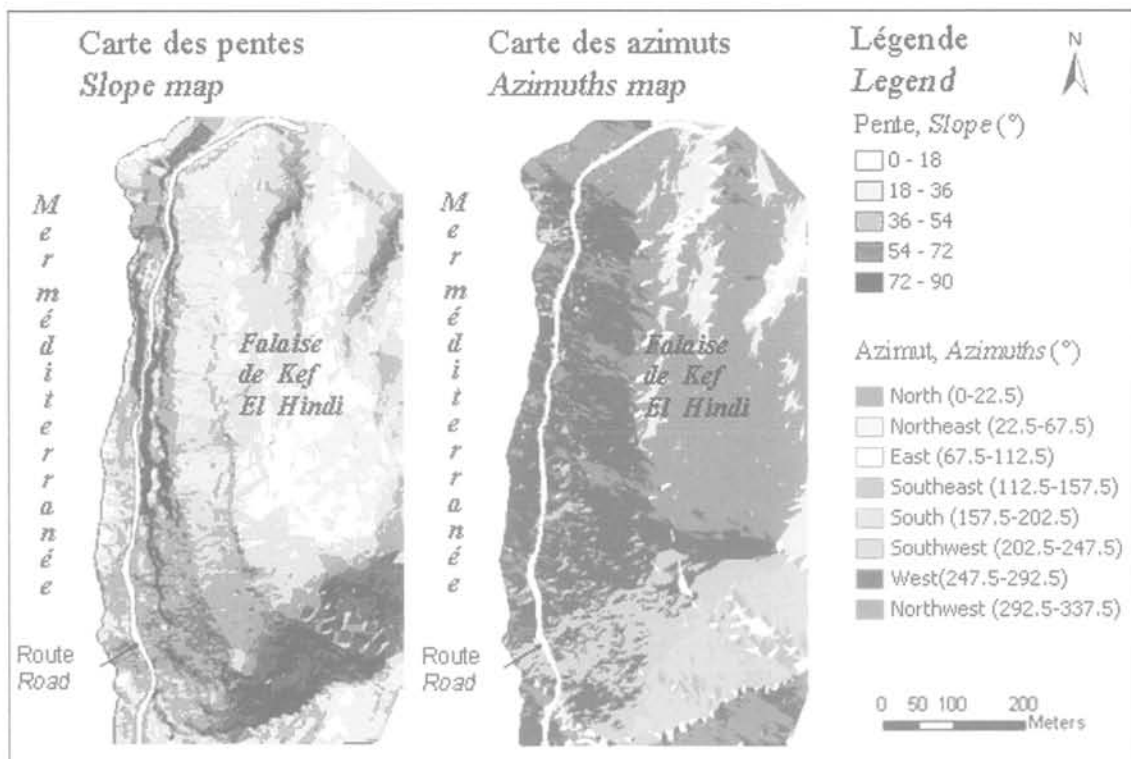 Carte des pentes
Slope map
Mer méditerranée
Falaise
de Kef
El Hindi
Route
Road
Carte des azimuts
Azimuths map
Mer méditerranée
Falaise
de Kef
El Hindi
Route
Road
Légende
Legend
N
Pente, Slope (°)
0 - 18
18 - 36
36 - 54
54 - 72
72 - 90
Azimut, Azimuths (°)
North (0-22.5)
Northeast (22.5-67.5)
East (67.5-112.5)
Southeast (112.5-157.5)
South (157.5-202.5)
Southwest (202.5-247.5)
West(247.5-292.5)
Northwest (292.5-337.5)
0 50 100 200
Meters